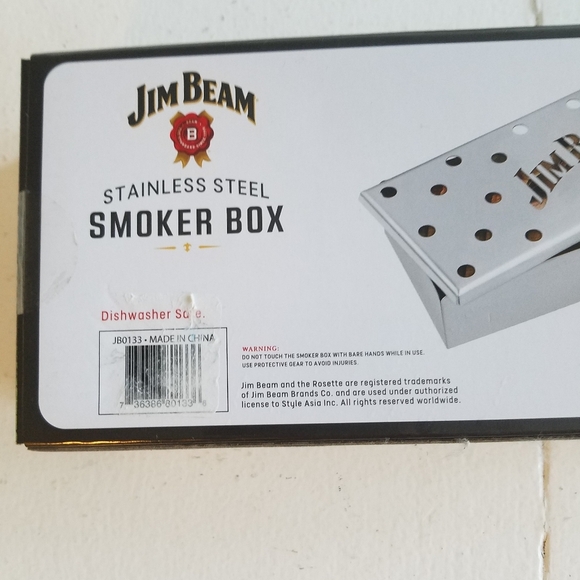 JIM BEAM
B
STAINLESS STEEL
SMOKER BOX
JIM B
Dishwasher Safe.
JB0133 • MADE IN CHINA
WARNING:
DO NOT TOUCH THE SMOKER BOX WITH BARE HANDS WHILE IN USE.
USE PROTECTIVE GEAR TO AVOID INJURIES.
Jim Beam and the Rosette are registered trademarks
of Jim Beam Brands Co. and are used under authorized
license to Style Asia Inc. All rights reserved worldwide.